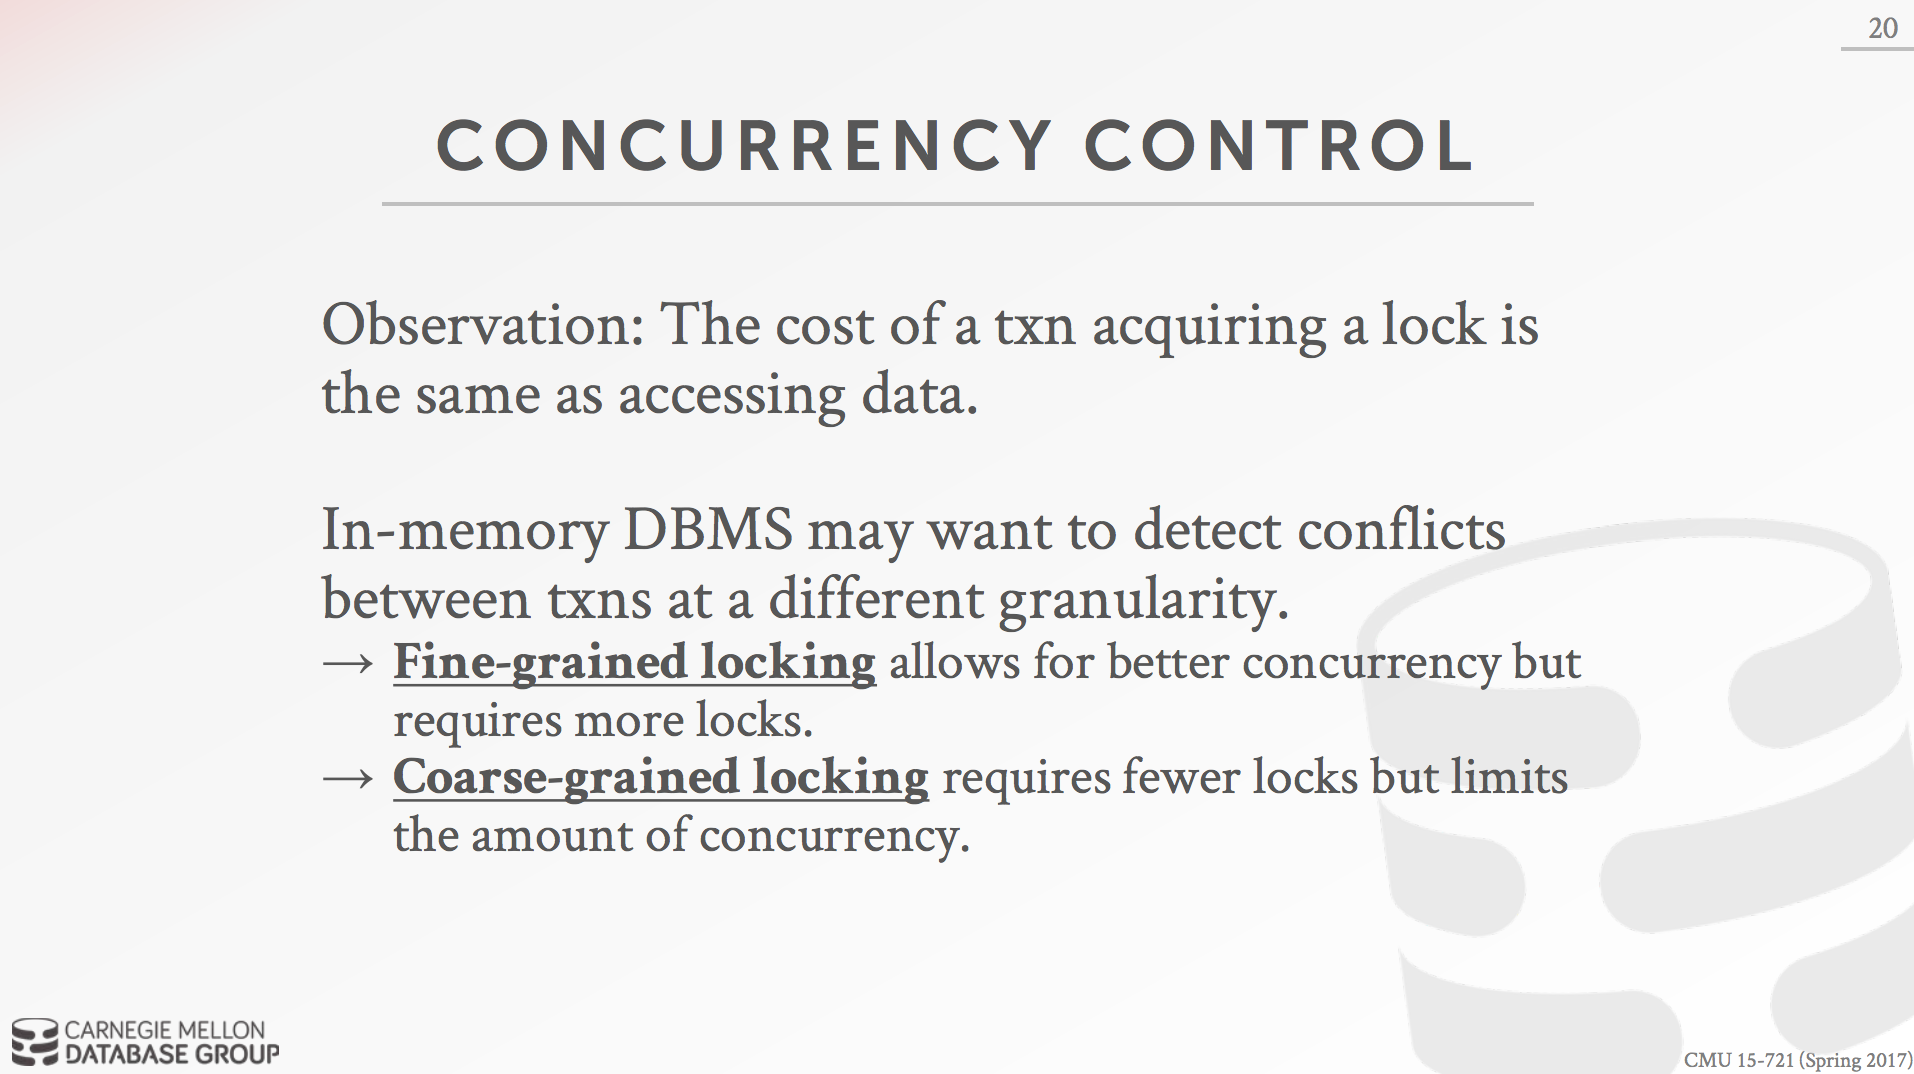 20
CONCURRENCY CONTROL
Observation: The cost of a txn acquiring a lock is
the same as accessing data.
In-memory DBMS may want to detect conflicts
between txns at a different granularity.
→ Fine-grained locking allows for better concurrency but
requires more locks.
→ Coarse-grained locking requires fewer locks but limits
the amount of concurrency.
CARNEGIE MELLON
DATABASE GROUP
CMU 15-721 (Spring 2017)